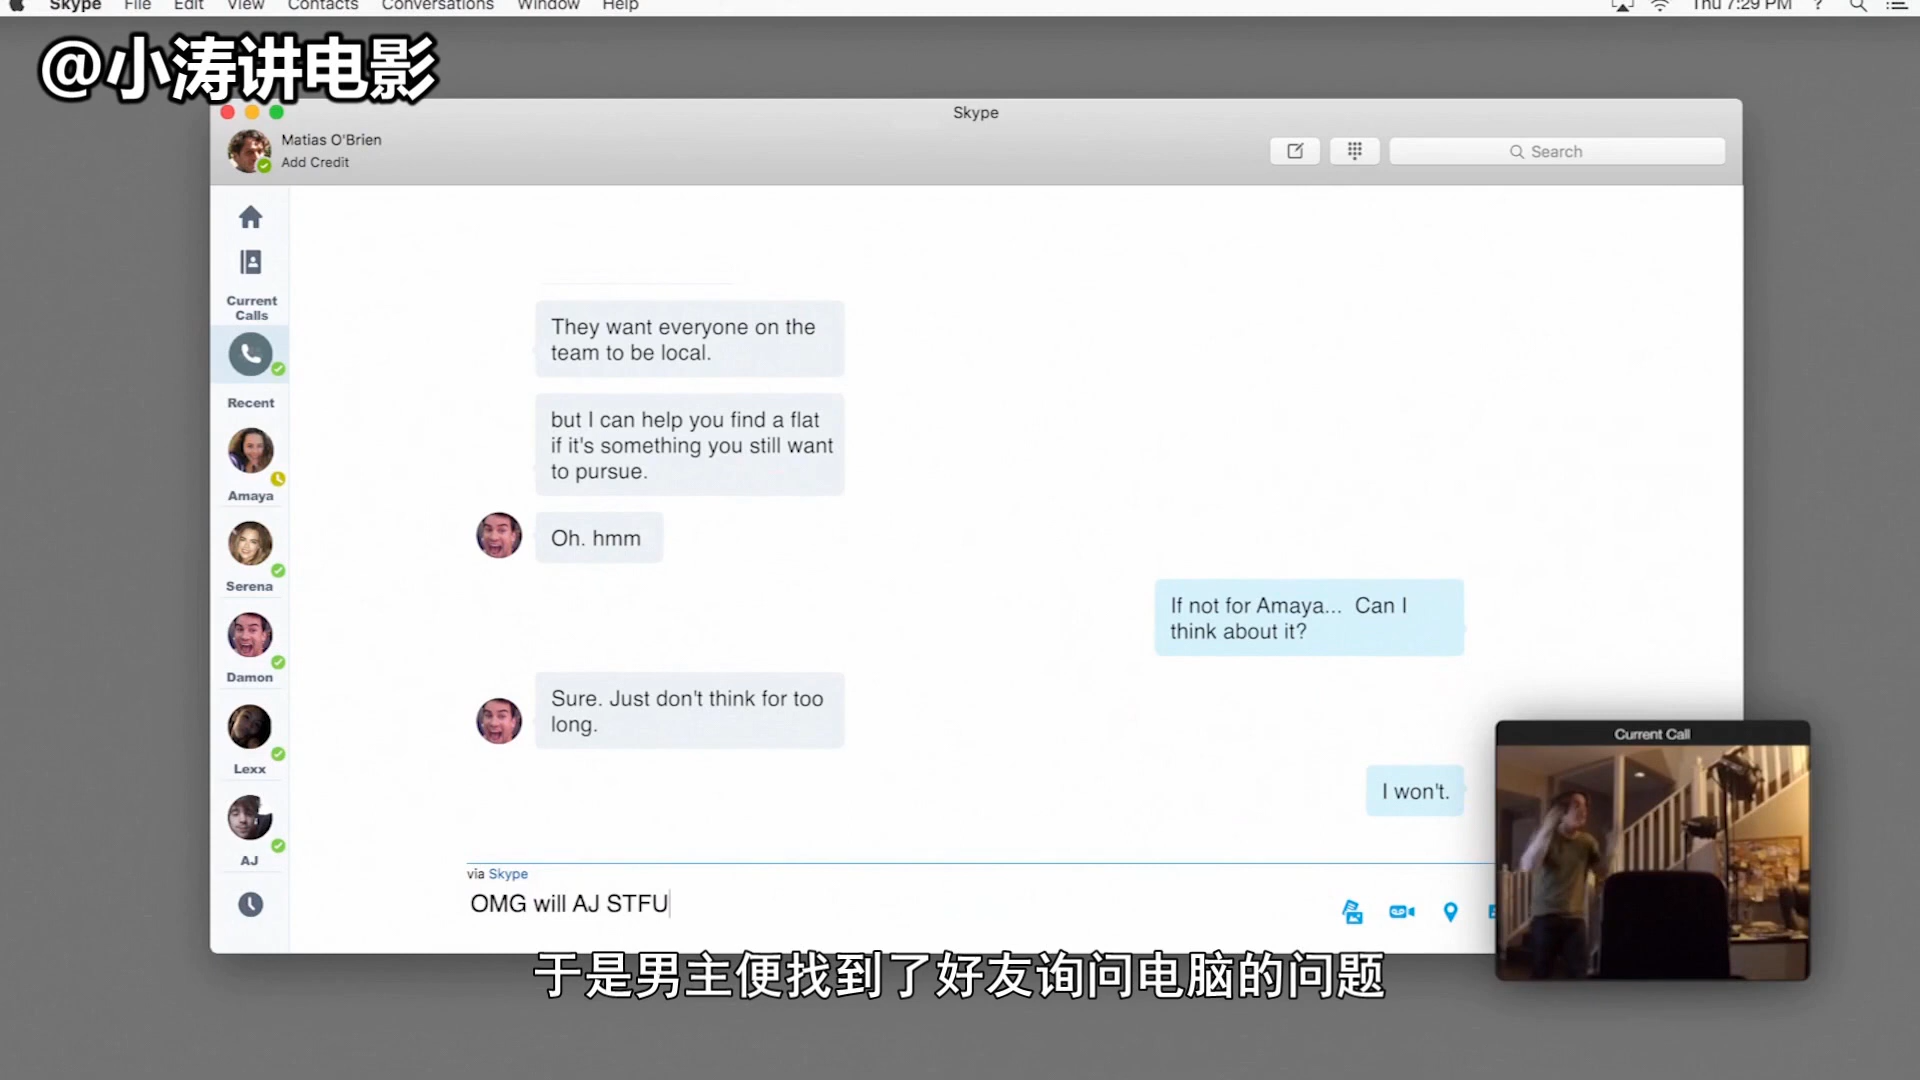 Skype File Edit View Contacts Conversations Window Help Thu 7:29 PM
@小涛讲电影
Skype
Matias O'Brien
Add Credit
Search
Current
Calls
Recent
Amaya
Serena
Damon
Lexx
AJ
They want everyone on the
team to be local.
but I can help you find a flat
if it's something you still want
to pursue.
Oh. hmm
If not for Amaya... Can I
think about it?
Sure. Just don't think for too
long.
I won't.
Current Call
via Skype
OMG will AJ STFU
于是男主便找到了好友询问电脑的问题